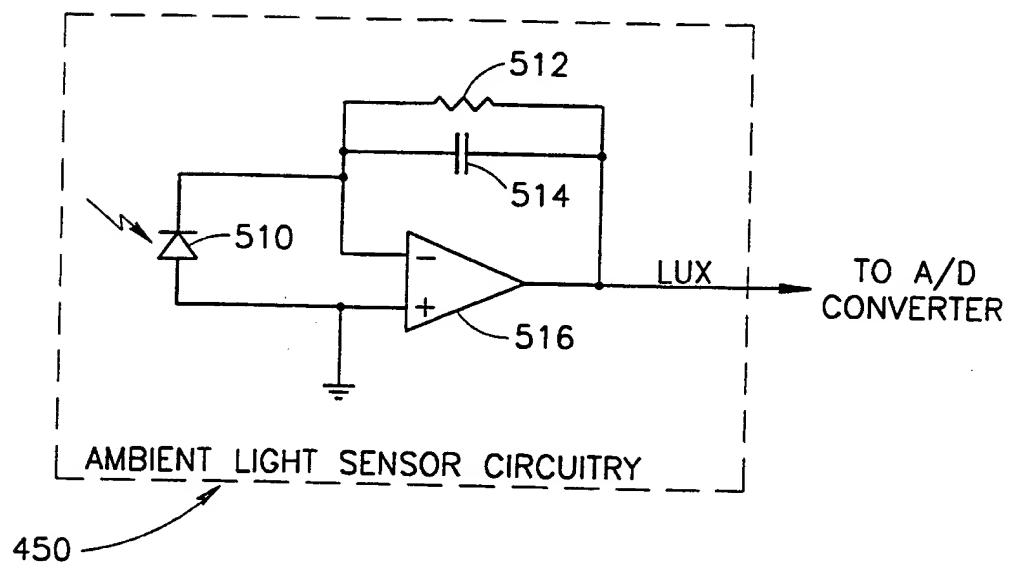 512
514
510
−
+
516
LUX
TO A/D
CONVERTER
AMBIENT LIGHT SENSOR CIRCUITRY
450